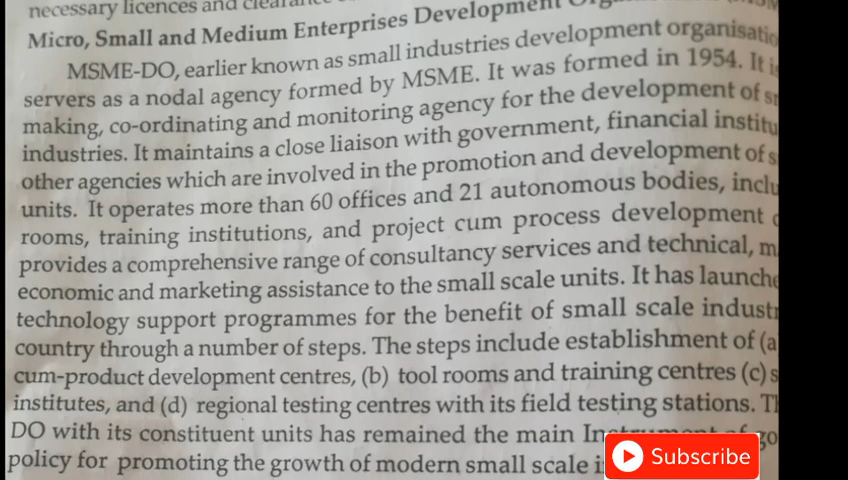 necessary licences and
Micro, Small and Medium Enterprises Development
MSME-DO, earlier known as small industries development organisatio
servers as a nodal agency formed by MSME. It was formed in 1954. It is
making, co-ordinating and monitoring agency for the development of
industries. It maintains a close liaison with government, financial institu
other agencies which are involved in the promotion and development of s
units. It operates more than 60 offices and 21 autonomous bodies, inclu
rooms, training institutions, and project cum process development
provides a comprehensive range of consultancy services and technical, m
economic and marketing assistance to the small scale units. It has launche
technology support programmes for the benefit of small scale industr
country through a number of steps. The steps include establishment of (a
cum-product development centres, (b) tool rooms and training centres (c) s
institutes, and (d) regional testing centres with its field testing stations. Th
DO with its constituent units has remained the main of go
policy for promoting the growth of modern small scale i
Subscribe